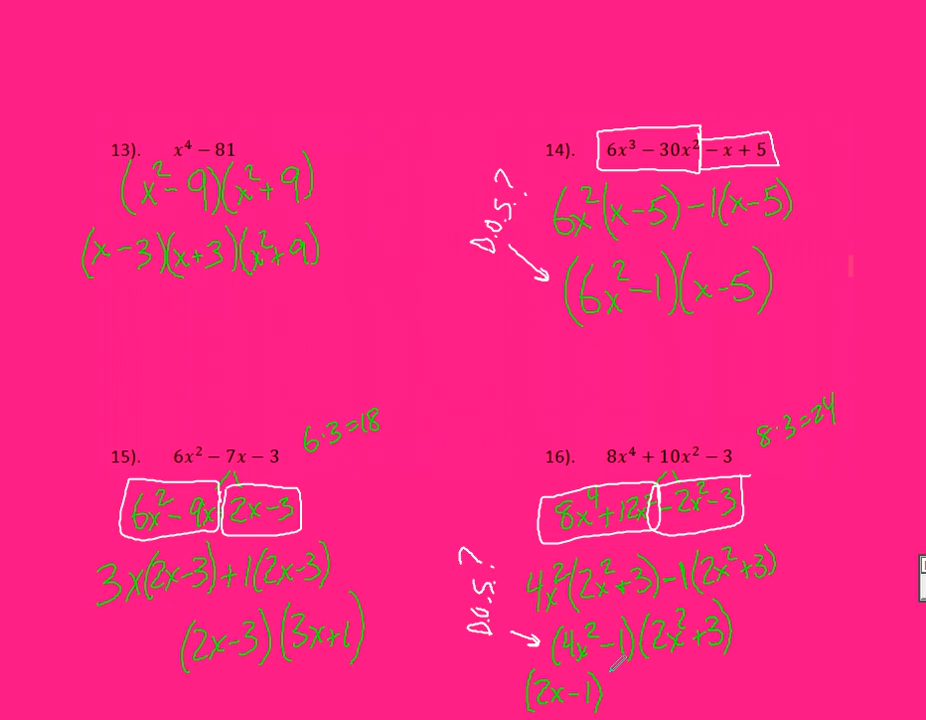 13). x⁴ − 81
(x²−9)(x²+9)
(x−3)(x+3)(x²+9)
14). 6x³ − 30x² − x + 5
6x²(x−5)−1(x−5)
D.O.S.?
(6x²−1)(x−5)
6·3=18
15). 6x² − 7x − 3
6x²−9x 2x−3
3x(2x−3)+1(2x−3)
(2x−3)(3x+1)
8·3=24
16). 8x⁴ + 10x² − 3
8x⁴+12x²−2x²−3
4x²(2x²+3)−1(2x²+3)
D.O.S.?
(4x²−1)(2x²+3)
(2x−1)